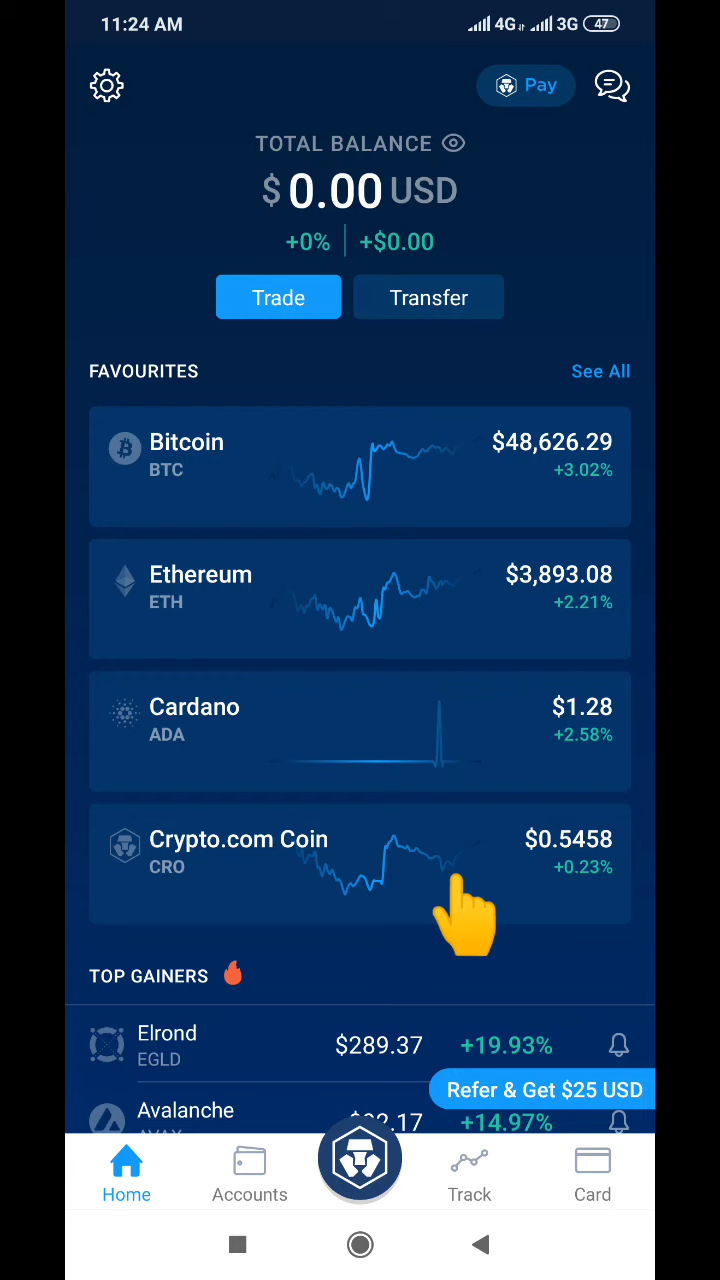 11:24 AM 4G 3G 47
Pay
TOTAL BALANCE
$ 0.00 USD
+0% +$0.00
Trade Transfer
FAVOURITES See All
Bitcoin $48,626.29
BTC +3.02%
Ethereum $3,893.08
ETH +2.21%
Cardano $1.28
ADA +2.58%
Crypto.com Coin $0.5458
CRO +0.23%
TOP GAINERS
Elrond $289.37 +19.93%
EGLD
Refer & Get $25 USD
Avalanche +14.97%
Home Accounts Track Card